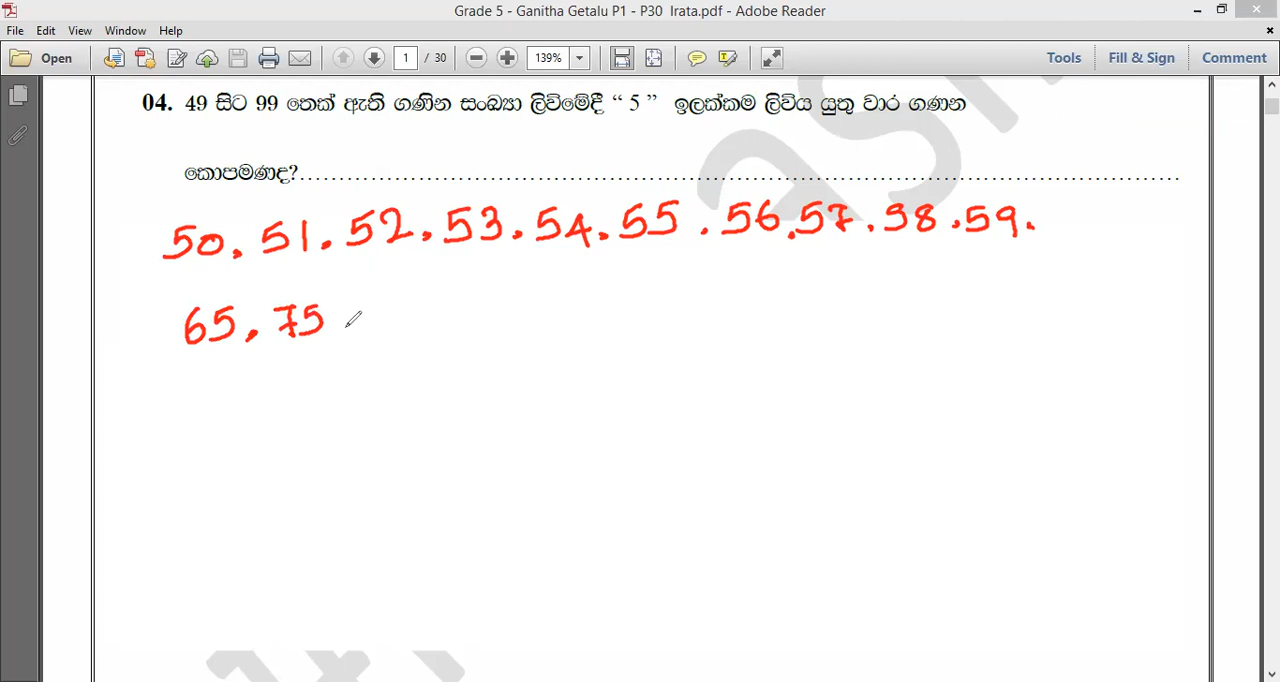 Grade 5 - Ganitha Getalu P1 - P30 Irata.pdf - Adobe Reader
File Edit View Window Help
Open 1 / 30 139% Tools Fill & Sign Comment
04. 49 සිට 99 තෙක් ඇති ගණින සංඛ්‍යා ලිවීමේදී “ 5 ” ඉලක්කම ලිවිය යුතු වාර ගණන
කොපමණද?
50. 51. 52. 53. 54. 55. 56. 57. 58. 59.
65. 75